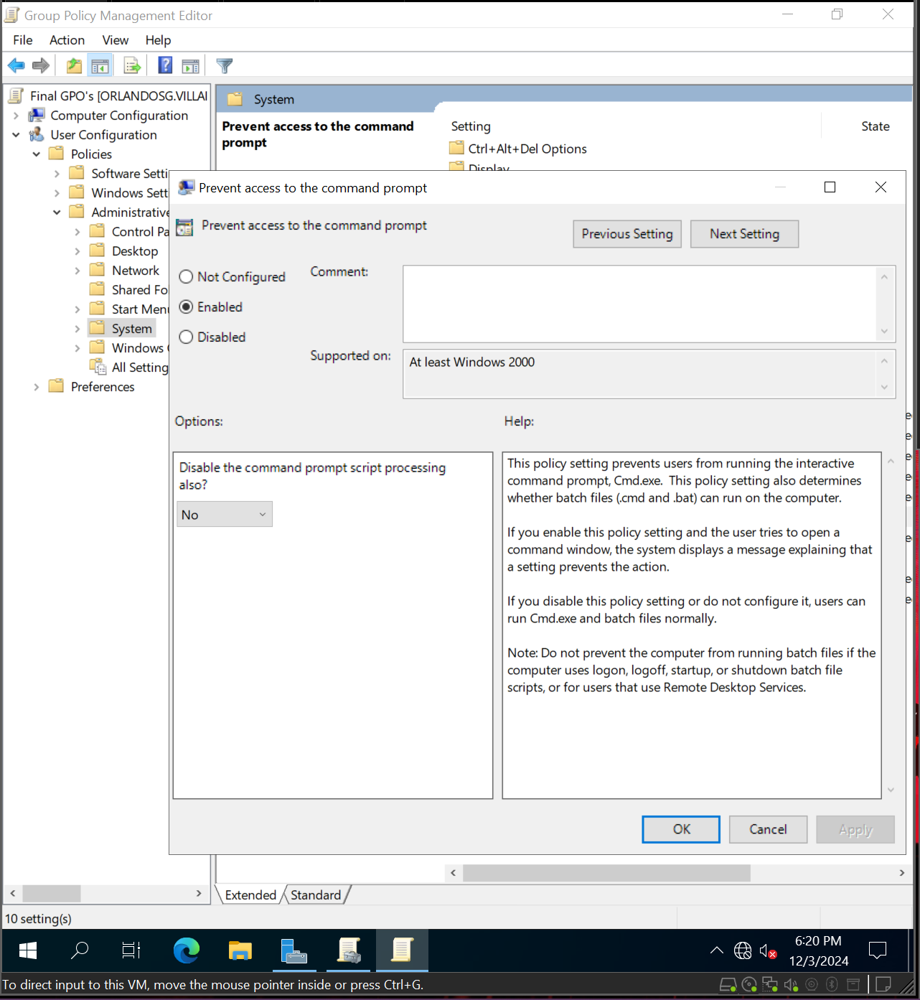 Group Policy Management Editor
File Action View Help
Final GPO's [ORLANDOSG.VILLAI
Computer Configuration
User Configuration
Policies
Software Setti
Windows Sett
Administrative
Control Pa
Desktop
Network
Shared Fo
Start Menu
System
Windows
All Setting
Preferences
System
Prevent access to the command
prompt
Setting State
Ctrl+Alt+Del Options
Display
Prevent access to the command prompt
Prevent access to the command prompt
Previous Setting Next Setting
Not Configured
Enabled
Disabled
Comment:
Supported on:
At least Windows 2000
Options:
Help:
Disable the command prompt script processing
also?
No
This policy setting prevents users from running the interactive
command prompt, Cmd.exe.  This policy setting also determines
whether batch files (.cmd and .bat) can run on the computer.
If you enable this policy setting and the user tries to open a
command window, the system displays a message explaining that
a setting prevents the action.
If you disable this policy setting or do not configure it, users can
run Cmd.exe and batch files normally.
Note: Do not prevent the computer from running batch files if the
computer uses logon, logoff, startup, or shutdown batch file
scripts, or for users that use Remote Desktop Services.
OK Cancel Apply
Extended Standard
10 setting(s)
6:20 PM
12/3/2024
To direct input to this VM, move the mouse pointer inside or press Ctrl+G.